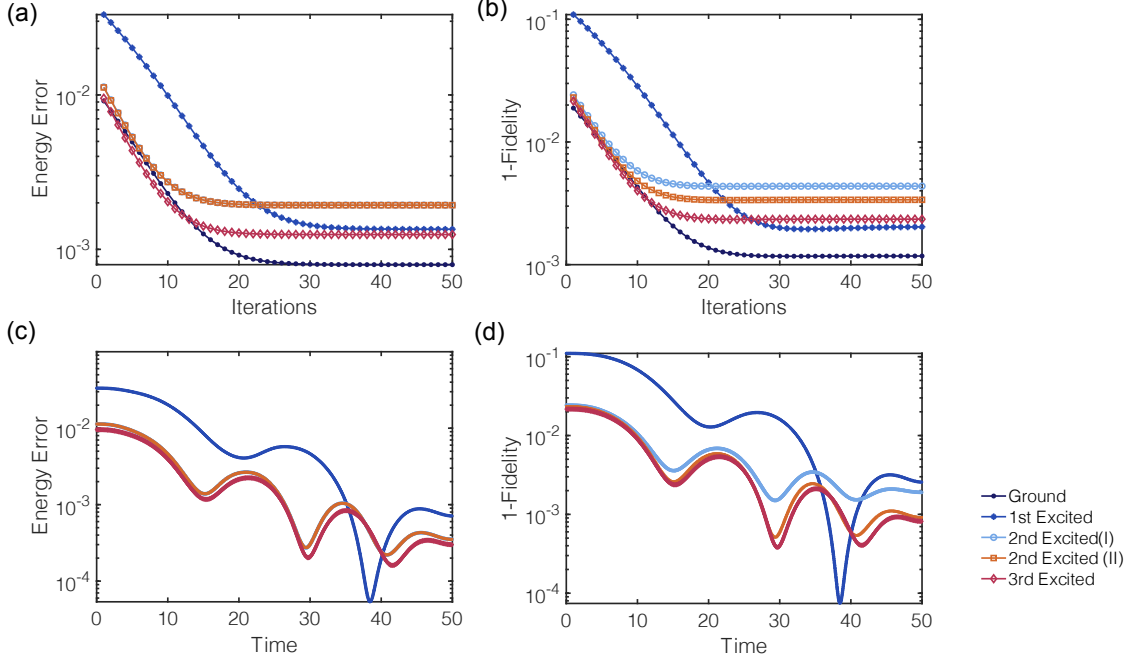 (a)
Energy Error
10⁻²
10⁻³
0 10 20 30 40 50
Iterations
(b)
1-Fidelity
10⁻¹
10⁻²
10⁻³
0 10 20 30 40 50
Iterations
(c)
Energy Error
10⁻²
10⁻³
10⁻⁴
0 10 20 30 40 50
Time
(d)
1-Fidelity
10⁻¹
10⁻²
10⁻³
10⁻⁴
0 10 20 30 40 50
Time
Ground
1st Excited
2nd Excited(I)
2nd Excited (II)
3rd Excited